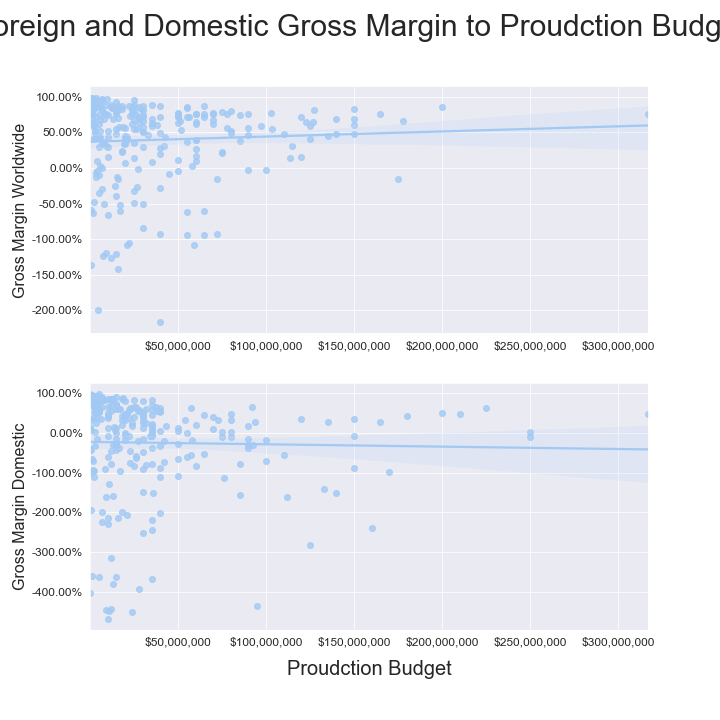 oreign and Domestic Gross Margin to Proudction Budg
100.00%
50.00%
0.00%
-50.00%
-100.00%
-150.00%
-200.00%
Gross Margin Worldwide
$50,000,000 $100,000,000 $150,000,000 $200,000,000 $250,000,000 $300,000,000
100.00%
0.00%
-100.00%
-200.00%
-300.00%
-400.00%
Gross Margin Domestic
$50,000,000 $100,000,000 $150,000,000 $200,000,000 $250,000,000 $300,000,000
Proudction Budget